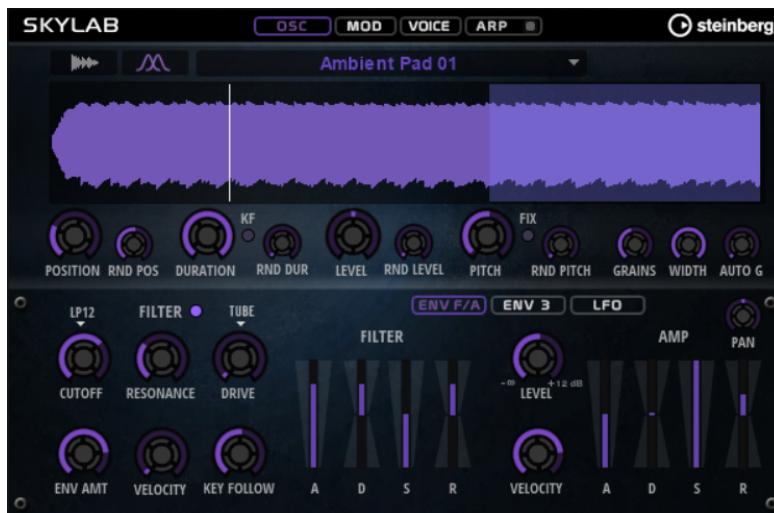 SKYLAB OSC MOD VOICE ARP steinberg
Ambient Pad 01
KF FIX
POSITION RND POS DURATION RND DUR LEVEL RND LEVEL PITCH RND PITCH GRAINS WIDTH AUTO G
ENV F/A ENV 3 LFO
LP12 FILTER TUBE
FILTER AMP PAN
-∞ +12 dB
CUTOFF RESONANCE DRIVE LEVEL
ENV AMT VELOCITY KEY FOLLOW A D S R VELOCITY A D S R